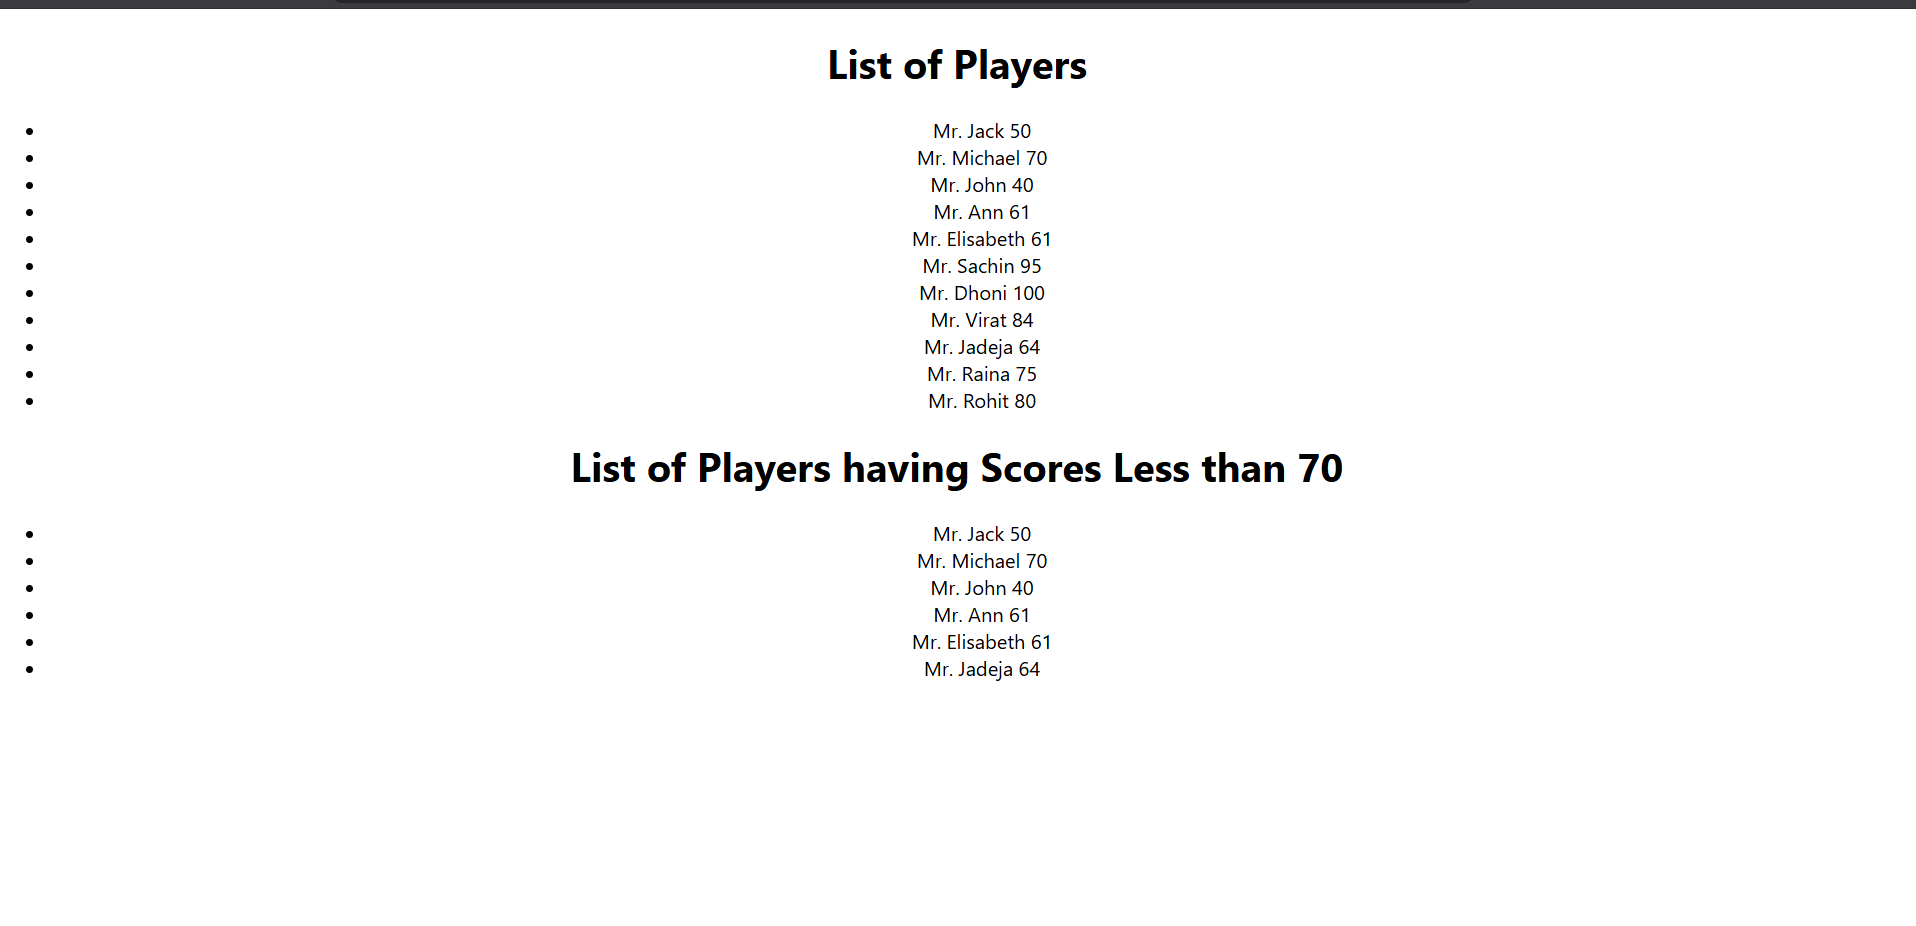 List of Players
Mr. Jack 50
Mr. Michael 70
Mr. John 40
Mr. Ann 61
Mr. Elisabeth 61
Mr. Sachin 95
Mr. Dhoni 100
Mr. Virat 84
Mr. Jadeja 64
Mr. Raina 75
Mr. Rohit 80
List of Players having Scores Less than 70
Mr. Jack 50
Mr. Michael 70
Mr. John 40
Mr. Ann 61
Mr. Elisabeth 61
Mr. Jadeja 64